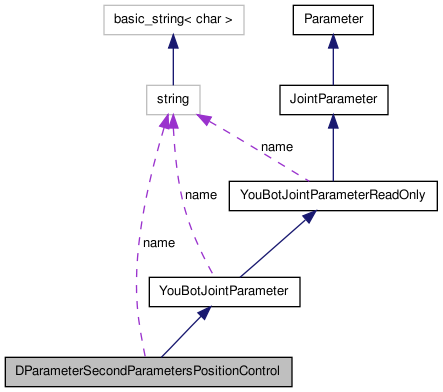 basic_string< char >
Parameter
string
JointParameter
name
YouBotJointParameterReadOnly
name
name
YouBotJointParameter
DParameterSecondParametersPositionControl